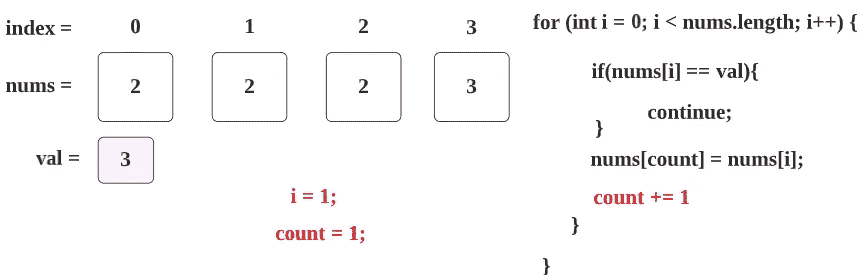 index = 0 1 2 3
nums = 2 2 2 3
val = 3
i = 1;
count = 1;
for (int i = 0; i < nums.length; i++) {
if(nums[i] == val){
continue;
}
nums[count] = nums[i];
count += 1
}
}